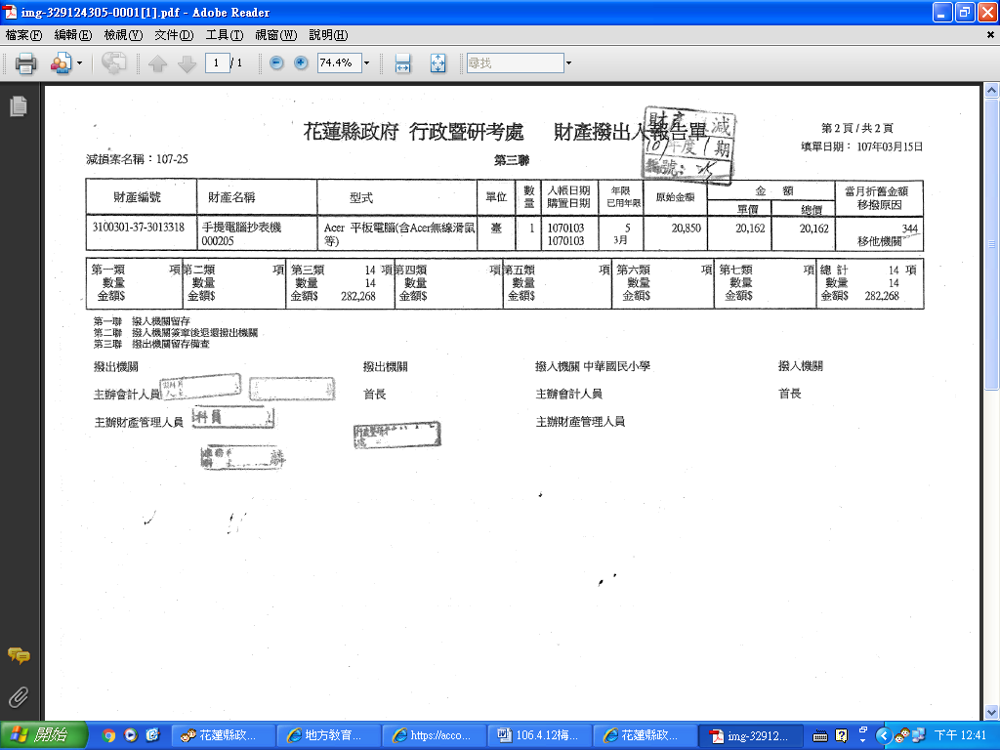 img-329124305-0001[1].pdf - Adobe Reader
檔案(F) 編輯(E) 檢視(V) 文件(D) 工具(T) 視窗(W) 說明(H)
1 / 1 74.4% 尋找
花蓮縣政府 行政暨研考處 財產撥出入報告單
財產 減
107年度 1 期
編號:
第 2 頁 / 共 2 頁
填單日期： 107年03月15日
減損案名稱：107-25
第三聯
財產編號 財產名稱 型式 單位 數量 入帳日期 購置日期 年限 已用年限 原始金額 金 額 單價 總價 當月折舊金額 移撥原因
3100301-37-3013318 手提電腦抄表機 Acer 平板電腦(含Acer無線滑鼠 臺 1 1070103 5 20,850 20,162 20,162 344
000205 等) 1070103 3月 移他機關
第一類 項 第二類 項 第三類 14 項 第四類 項 第五類 項 第六類 項 第七類 項 總 計 14 項
數量 數量 數量 14 數量 數量 數量 數量 數量 14
金額$ 金額$ 金額$ 282,268 金額$ 金額$ 金額$ 金額$ 金額$ 282,268
第一聯 撥入機關留存
第二聯 撥入機關簽章後退還撥出機關
第三聯 撥出機關留存備查
撥出機關 撥出機關 撥入機關 中華國民小學 撥入機關
主辦會計人員 首長 主辦會計人員 首長
主辦財產管理人員 科員 主辦財產管理人員
開始 花蓮縣政... 地方教育... https://acco... 106.4.12梅... 花蓮縣政... img-32912... 下午 12:41